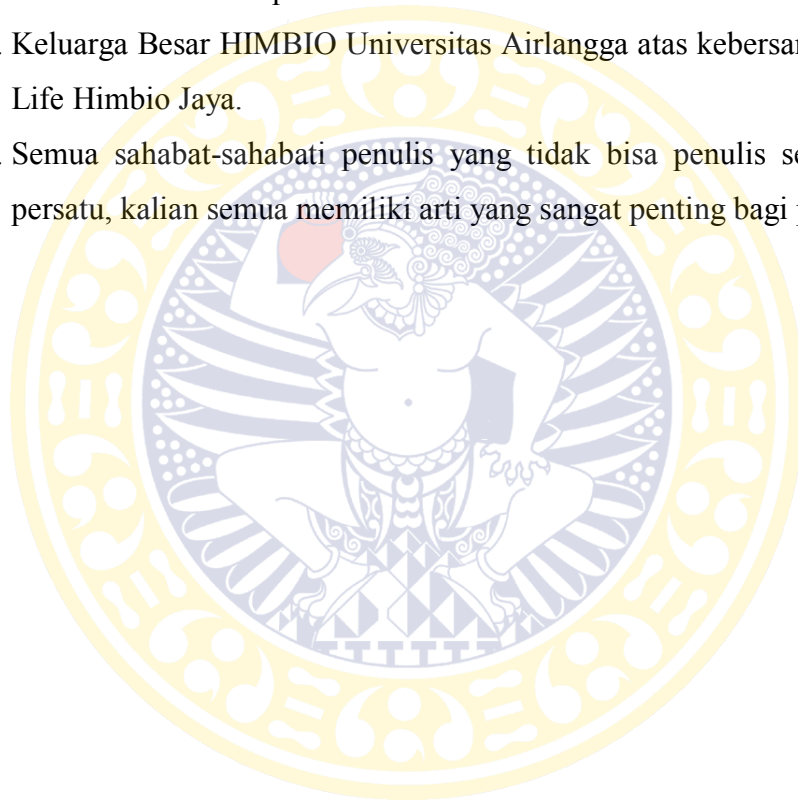 . Keluarga Besar HIMBIO Universitas Airlangga atas kebersa
Life Himbio Jaya.
. Semua sahabat-sahabati penulis yang tidak bisa penulis se
persatu, kalian semua memiliki arti yang sangat penting bagi